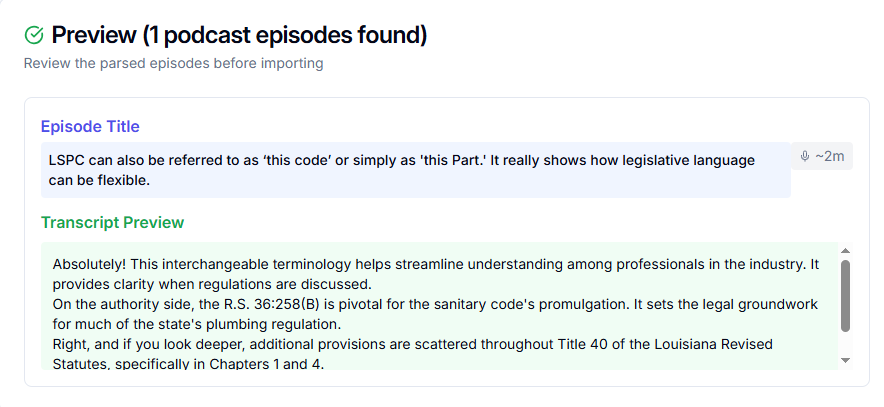 Preview (1 podcast episodes found)
Review the parsed episodes before importing
Episode Title
LSPC can also be referred to as ‘this code’ or simply as 'this Part.' It really shows how legislative language
can be flexible.
~2m
Transcript Preview
Absolutely! This interchangeable terminology helps streamline understanding among professionals in the industry. It
provides clarity when regulations are discussed.
On the authority side, the R.S. 36:258(B) is pivotal for the sanitary code's promulgation. It sets the legal groundwork
for much of the state's plumbing regulation.
Right, and if you look deeper, additional provisions are scattered throughout Title 40 of the Louisiana Revised
Statutes, specifically in Chapters 1 and 4.